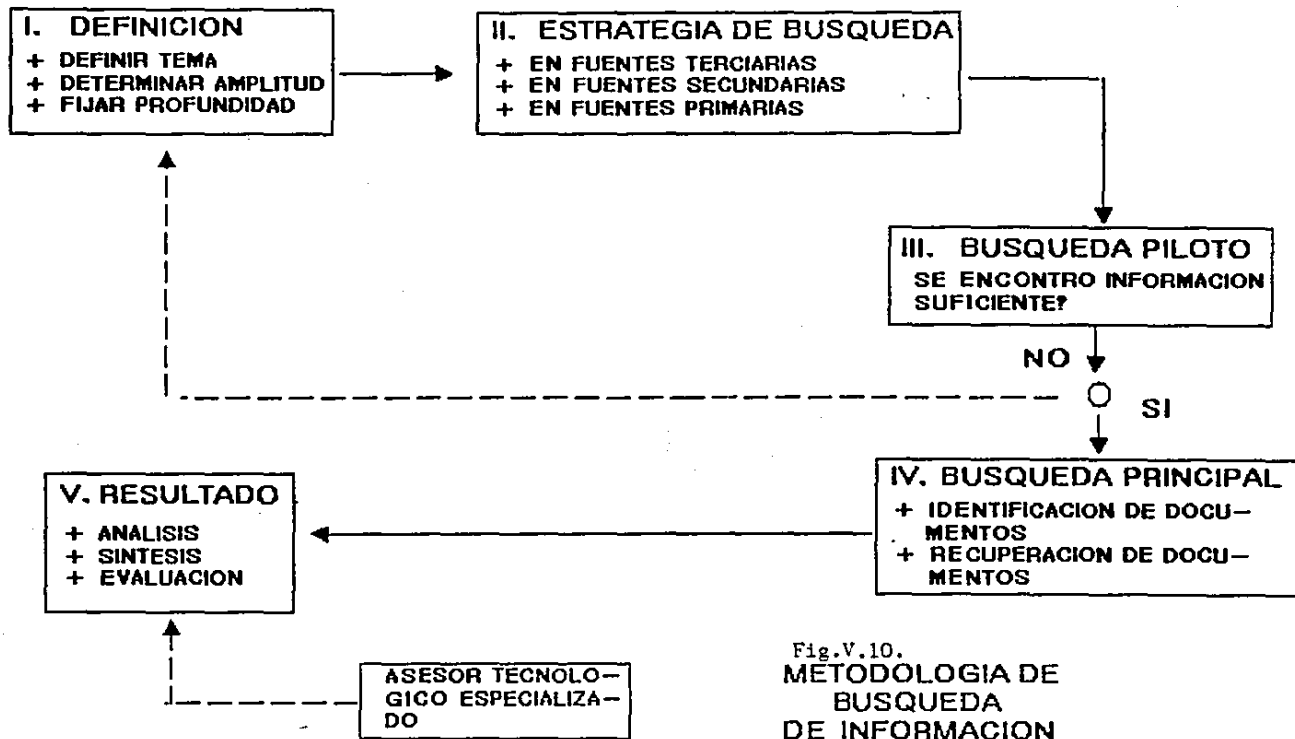 I. DEFINICION
+ DEFINIR TEMA
+ DETERMINAR AMPLITUD
+ FIJAR PROFUNDIDAD
II. ESTRATEGIA DE BUSQUEDA
+ EN FUENTES TERCIARIAS
+ EN FUENTES SECUNDARIAS
+ EN FUENTES PRIMARIAS
III. BUSQUEDA PILOTO
SE ENCONTRO INFORMACION
SUFICIENTE?
NO
SI
IV. BUSQUEDA PRINCIPAL
+ IDENTIFICACION DE DOCU-
MENTOS
+ RECUPERACION DE DOCU-
MENTOS
V. RESULTADO
+ ANALISIS
+ SINTESIS
+ EVALUACION
ASESOR TECNOLO-
GICO ESPECIALIZA-
DO
Fig.V.10.
METODOLOGIA DE
BUSQUEDA
DE INFORMACION